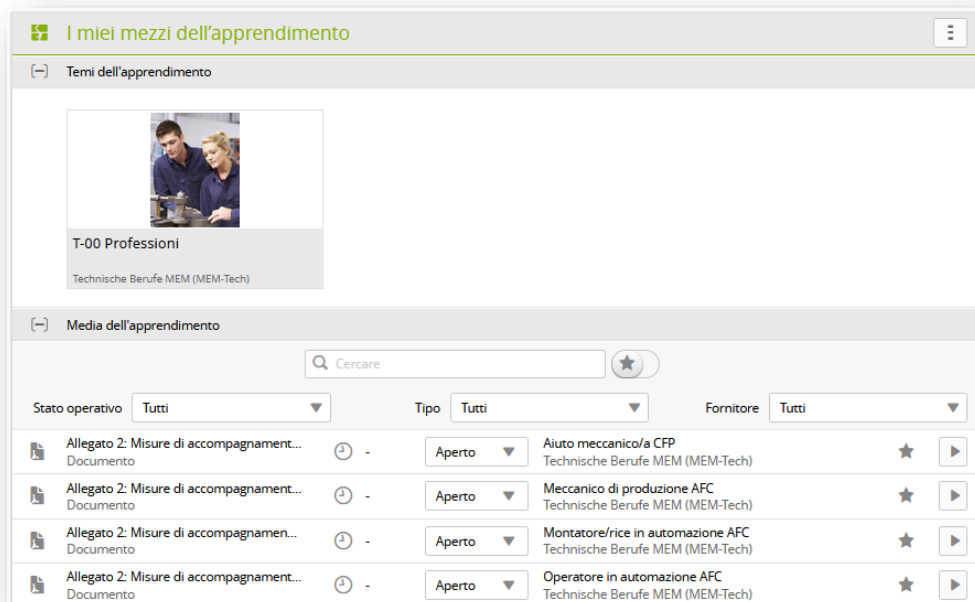 I miei mezzi dell'apprendimento
Temi dell'apprendimento
T-00 Professioni
Technische Berufe MEM (MEM-Tech)
Media dell'apprendimento
Cercare
Stato operativo Tutti Tipo Tutti Fornitore Tutti
Allegato 2: Misure di accompagnament... - Aperto Aiuto meccanico/a CFP
Documento Technische Berufe MEM (MEM-Tech)
Allegato 2: Misure di accompagnament... - Aperto Meccanico di produzione AFC
Documento Technische Berufe MEM (MEM-Tech)
Allegato 2: Misure di accompagnamen... - Aperto Montatore/rice in automazione AFC
Documento Technische Berufe MEM (MEM-Tech)
Allegato 2: Misure di accompagnament... - Aperto Operatore in automazione AFC
Documento Technische Berufe MEM (MEM-Tech)